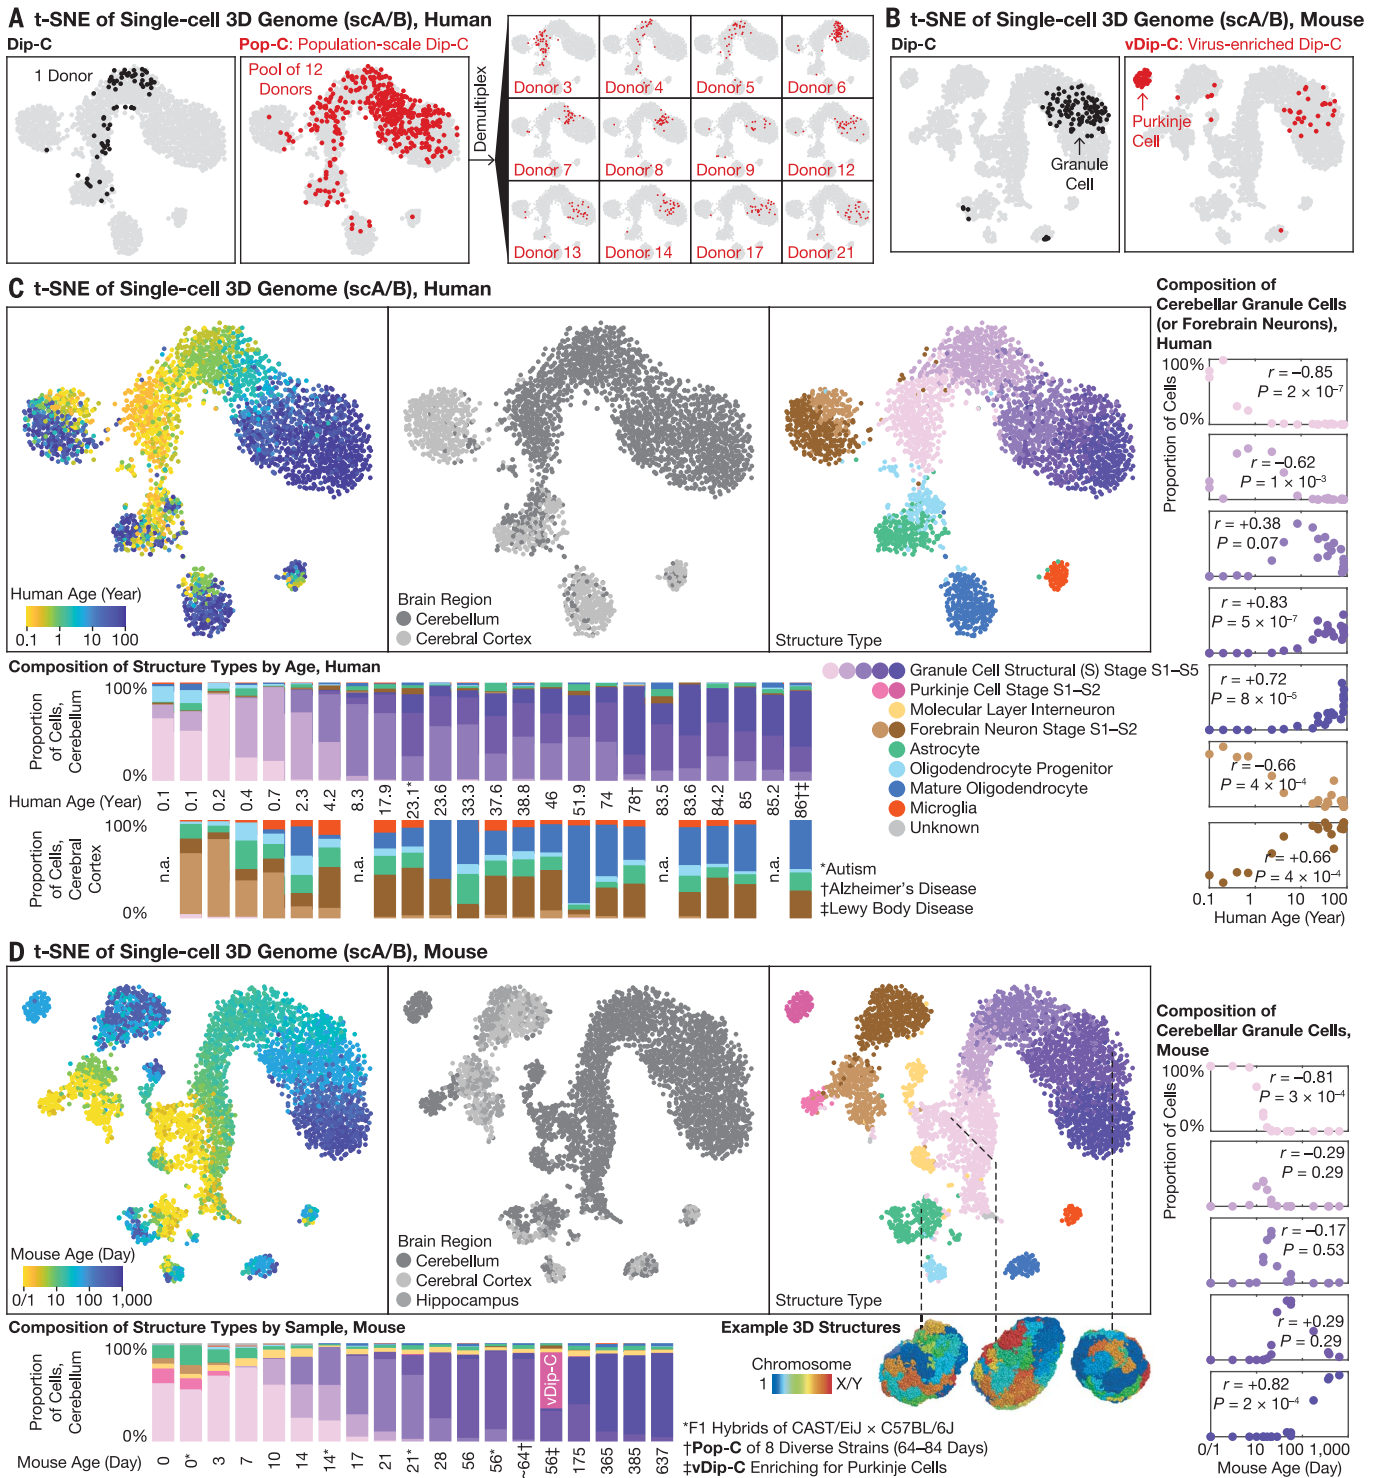 A t-SNE of Single-cell 3D Genome (scA/B), Human
Dip-C
Pop-C: Population-scale Dip-C
1 Donor
Pool of 12
Donors
Demultiplex
Donor 3
Donor 4
Donor 5
Donor 6
Donor 7
Donor 8
Donor 9
Donor 12
Donor 13
Donor 14
Donor 17
Donor 21
B t-SNE of Single-cell 3D Genome (scA/B), Mouse
Dip-C
vDip-C: Virus-enriched Dip-C
Granule
Cell
Purkinje
Cell
C t-SNE of Single-cell 3D Genome (scA/B), Human
Human Age (Year)
0.1 1 10 100
Brain Region
Cerebellum
Cerebral Cortex
Structure Type
Composition of
Cerebellar Granule Cells
(or Forebrain Neurons),
Human
Proportion of Cells
100%
0%
r = −0.85
P = 2 × 10⁻⁷
r = −0.62
P = 1 × 10⁻³
r = +0.38
P = 0.07
r = +0.83
P = 5 × 10⁻⁷
r = +0.72
P = 8 × 10⁻⁵
r = −0.66
P = 4 × 10⁻⁴
r = +0.66
P = 4 × 10⁻⁴
0.1 1 10 100
Human Age (Year)
Composition of Structure Types by Age, Human
Proportion
of Cells,
Cerebellum
100%
0%
Human Age (Year)
0.1 0.1 0.2 0.4 0.7 2.3 4.2 8.3 17.9 23.1* 23.6 33.3 37.6 38.8 46 51.9 74 78† 83.5 83.6 84.2 85 85.2 86†‡
Proportion
of Cells,
Cerebral
Cortex
100%
0%
n.a. n.a. n.a. n.a.
Granule Cell Structural (S) Stage S1–S5
Purkinje Cell Stage S1–S2
Molecular Layer Interneuron
Forebrain Neuron Stage S1–S2
Astrocyte
Oligodendrocyte Progenitor
Mature Oligodendrocyte
Microglia
Unknown
*Autism
†Alzheimer's Disease
‡Lewy Body Disease
D t-SNE of Single-cell 3D Genome (scA/B), Mouse
Mouse Age (Day)
0/1 10 100 1,000
Brain Region
Cerebellum
Cerebral Cortex
Hippocampus
Structure Type
Composition of
Cerebellar Granule Cells,
Mouse
Proportion of Cells
100%
0%
r = −0.81
P = 3 × 10⁻⁴
r = −0.29
P = 0.29
r = −0.17
P = 0.53
r = +0.29
P = 0.29
r = +0.82
P = 2 × 10⁻⁴
0/1 10 100 1,000
Mouse Age (Day)
Composition of Structure Types by Sample, Mouse
Proportion
of Cells,
Cerebellum
100%
0%
vDip-C
Mouse Age (Day)
0 0* 3 7 10 14 14* 17 21 21* 28 56 56* ~64† 56‡ 175 365 385 637
Example 3D Structures
Chromosome
1 X/Y
*F1 Hybrids of CAST/EiJ × C57BL/6J
†Pop-C of 8 Diverse Strains (64–84 Days)
‡vDip-C Enriching for Purkinje Cells